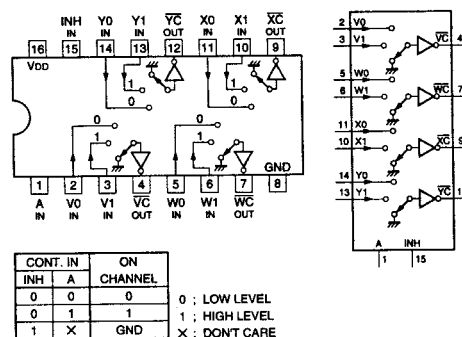 INH Y0 Y1 YC X0 X1 XC
IN IN IN OUT IN IN OUT
16 15 14 13 12 11 10 9
VDD
1 1
0 0
0 0
1 1
GND
1 2 3 4 5 6 7 8
A V0 V1 VC W0 W1 WC
IN IN IN OUT IN IN OUT
2 V0
3 V1 VC 4
5 W0
6 W1 WC 7
11 X0
10 X1 XC 9
14 Y0
13 Y1 YC 1
A INH
1 15
CONT. IN ON
INH A CHANNEL
0 0 0
0 1 1
1 X GND
0 ; LOW LEVEL
1 ; HIGH LEVEL
X ; DON'T CARE